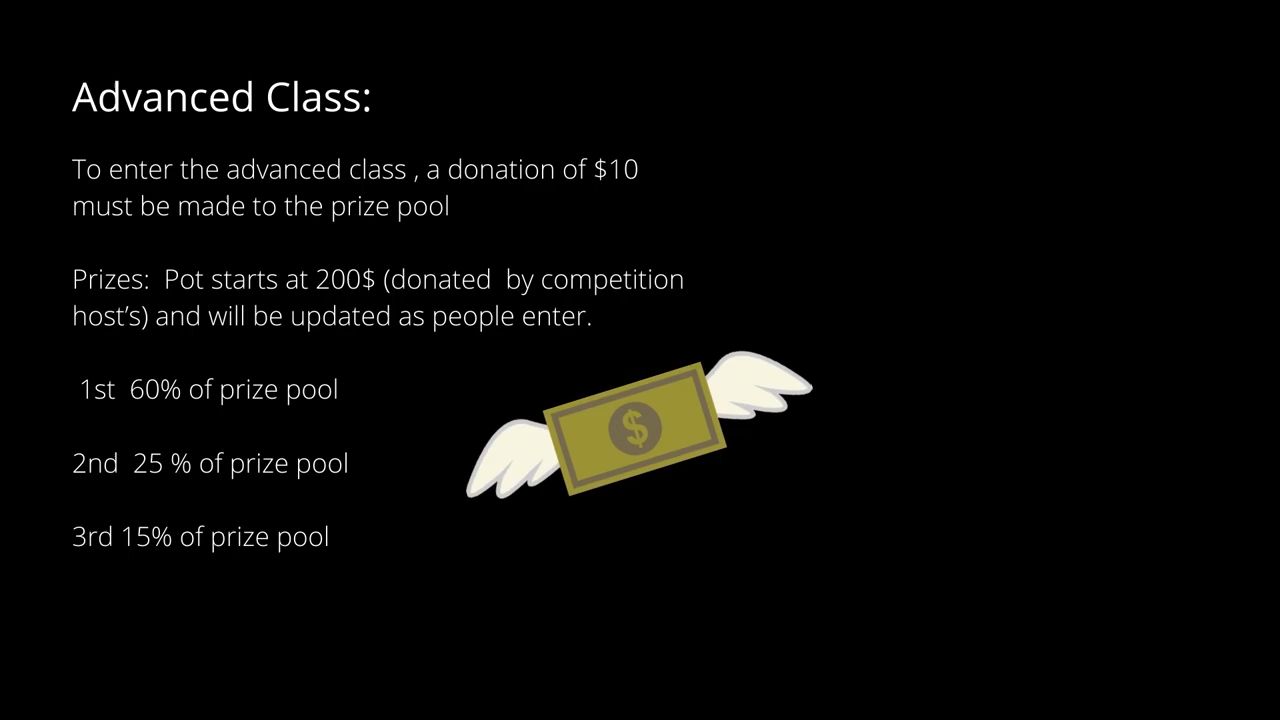 Advanced Class:
To enter the advanced class , a donation of $10
must be made to the prize pool
Prizes:  Pot starts at 200$ (donated  by competition
host’s) and will be updated as people enter.
1st  60% of prize pool
$
2nd  25 % of prize pool
3rd 15% of prize pool